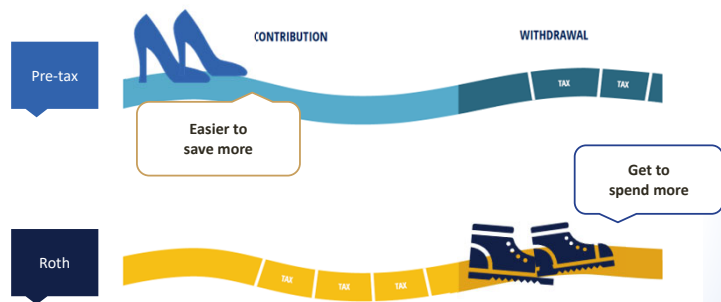 CONTRIBUTION
WITHDRAWAL
Pre-tax
TAX
TAX
Easier to
save more
Get to
spend more
Roth
TAX
TAX
TAX